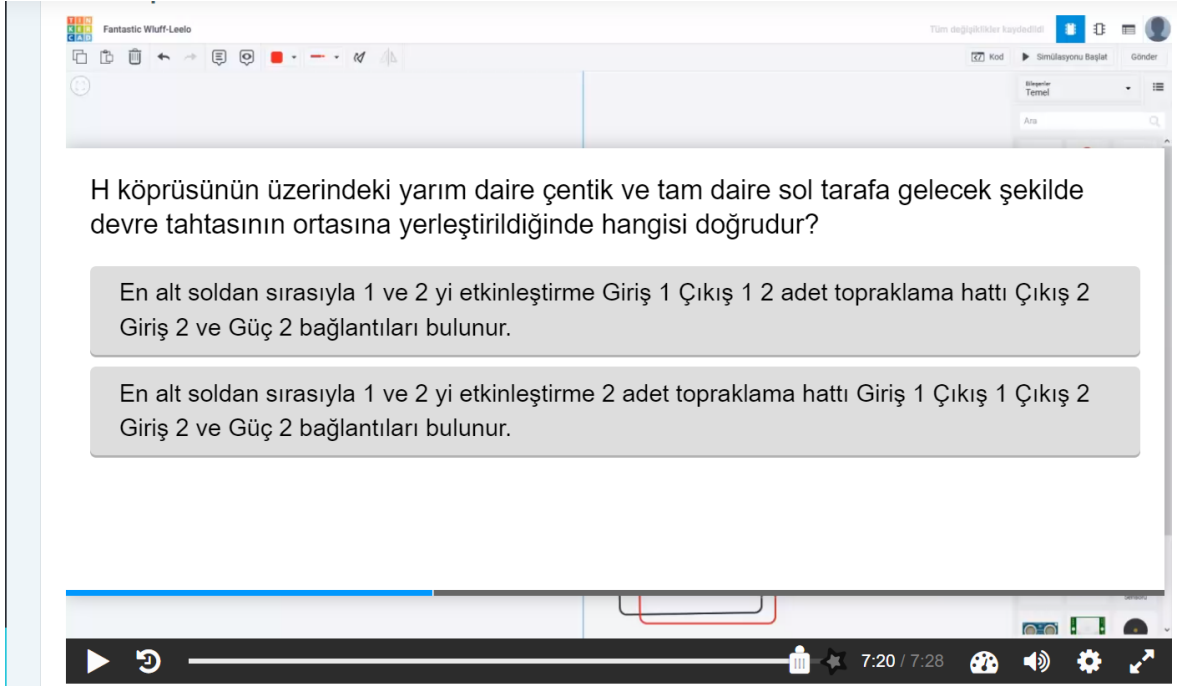 TIN
KER
CAD
Fantastic Wluff-Leelo
Tüm değişiklikler kaydedildi
Kod
Simülasyonu Başlat
Gönder
Bileşenler
Temel
Ara
H köprüsünün üzerindeki yarım daire çentik ve tam daire sol tarafa gelecek şekilde
devre tahtasının ortasına yerleştirildiğinde hangisi doğrudur?
En alt soldan sırasıyla 1 ve 2 yi etkinleştirme Giriş 1 Çıkış 1 2 adet topraklama hattı Çıkış 2
Giriş 2 ve Güç 2 bağlantıları bulunur.
En alt soldan sırasıyla 1 ve 2 yi etkinleştirme 2 adet topraklama hattı Giriş 1 Çıkış 1 Çıkış 2
Giriş 2 ve Güç 2 bağlantıları bulunur.
7:20 / 7:28